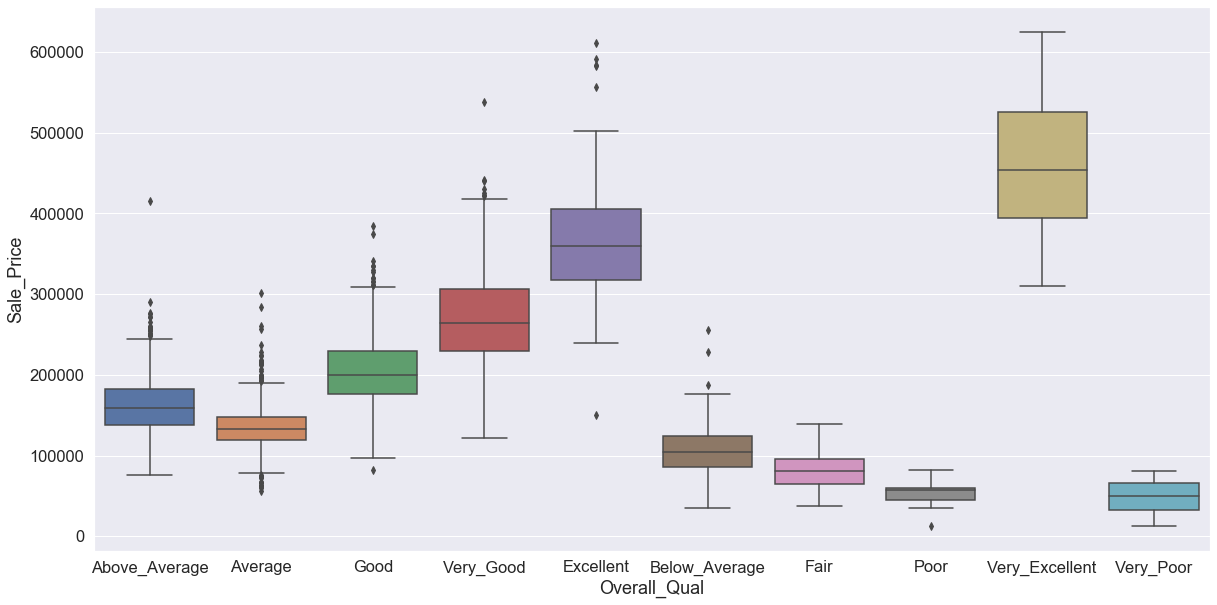 Sale_Price
600000
500000
400000
300000
200000
100000
0
Above_Average Average Good Very_Good Excellent Below_Average Fair Poor Very_Excellent Very_Poor
Overall_Qual